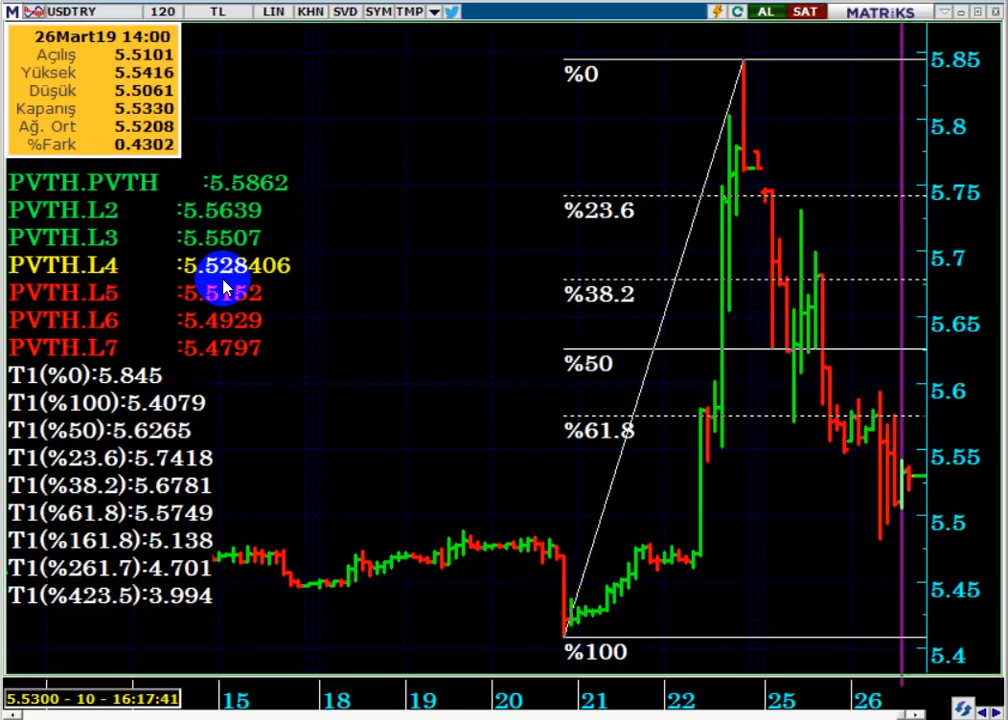 M USDTRY 120 TL LIN KHN SVD SYM TMP AL SAT MATRiKS
26Mart19 14:00
Açılış 5.5101
Yüksek 5.5416
Düşük 5.5061
Kapanış 5.5330
Ağ. Ort 5.5208
%Fark 0.4302
PVTH.PVTH :5.5862
PVTH.L2 :5.5639
PVTH.L3 :5.5507
PVTH.L4 :5.528406
PVTH.L5 :5.5152
PVTH.L6 :5.4929
PVTH.L7 :5.4797
T1(%0):5.845
T1(%100):5.4079
T1(%50):5.6265
T1(%23.6):5.7418
T1(%38.2):5.6781
T1(%61.8):5.5749
T1(%161.8):5.138
T1(%261.7):4.701
T1(%423.5):3.994
%0
%23.6
%38.2
%50
%61.8
%100
5.85
5.8
5.75
5.7
5.65
5.6
5.55
5.5
5.45
5.4
5.5300 - 10 - 16:17:41
15 18 19 20 21 22 25 26